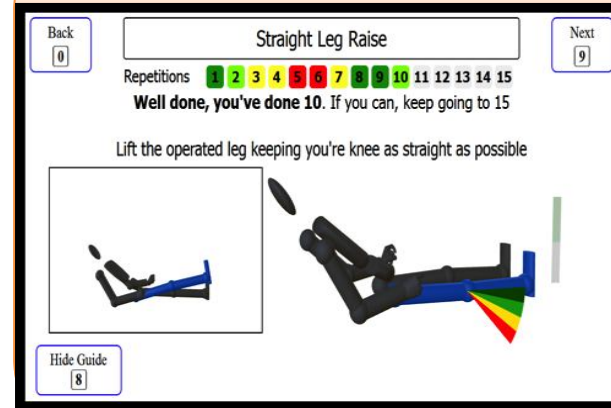 Back
0
Straight Leg Raise
Next
9
Repetitions 1 2 3 4 5 6 7 8 9 10 11 12 13 14 15
Well done, you've done 10. If you can, keep going to 15
Lift the operated leg keeping you're knee as straight as possible
Hide Guide
8